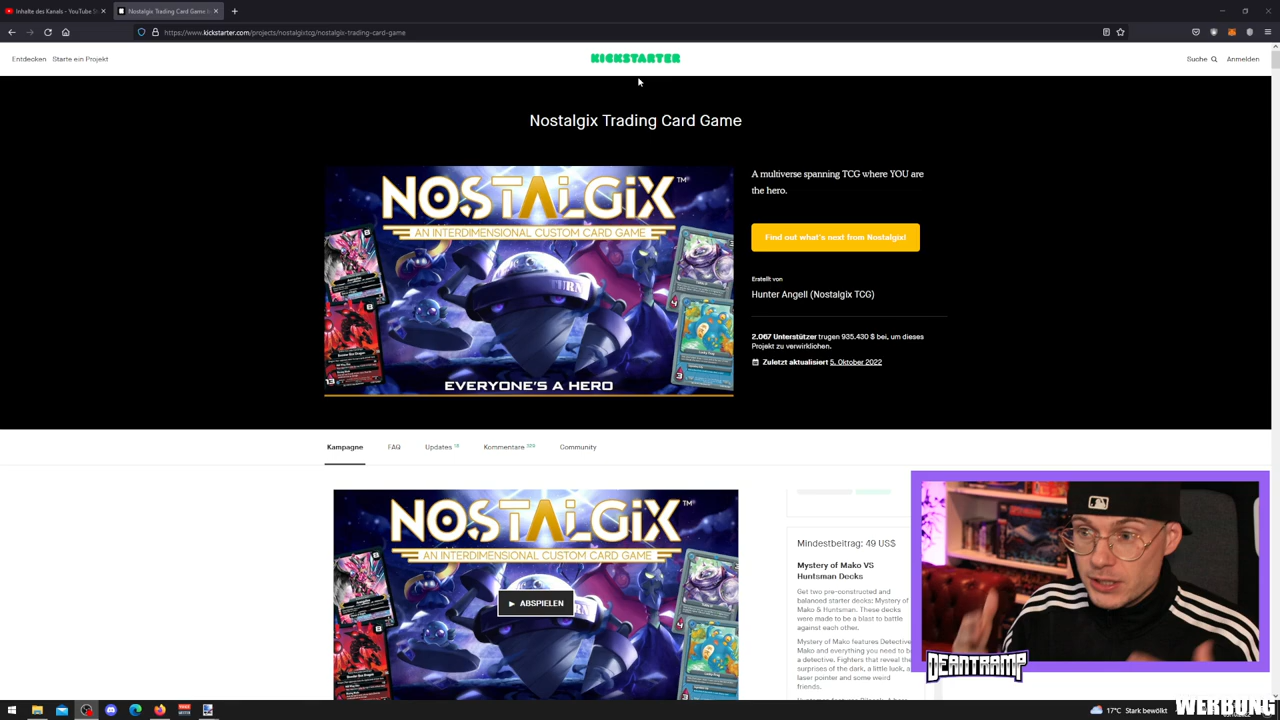 Inhalte des Kanals - YouTube S
Nostalgix Trading Card Game
https://www.kickstarter.com/projects/nostalgixtcg/nostalgix-trading-card-game
Entdecken Starte ein Projekt
KICKSTARTER
Suche
Anmelden
Nostalgix Trading Card Game
NOSTALGIX™
AN INTERDIMENSIONAL CUSTOM CARD GAME
TURN
EVERYONE'S A HERO
A multiverse spanning TCG where YOU are
the hero.
Find out what's next from Nostalgix!
Erstellt von
Hunter Angell (Nostalgix TCG)
2.067 Unterstützer trugen 935.430 $ bei, um dieses
Projekt zu verwirklichen.
Zuletzt aktualisiert 5. Oktober 2022
Kampagne FAQ Updates Kommentare Community
NOSTALGIX™
AN INTERDIMENSIONAL CUSTOM CARD GAME
ABSPIELEN
Mindestbeitrag: 49 US$
Mystery of Mako VS
Huntsman Decks
Get two pre-constructed and
balanced starter decks: Mystery of
Mako & Huntsman. These decks
were made to be a blast to battle
against each other.
Mystery of Mako features Detective
Mako and everything you need to b
a detective. Fighters that reveal the
surprises of the dark, a little luck, a
laser pointer and some weird
friends.
DEANTRAMP
17°C Stark bewölkt
WERBUNG